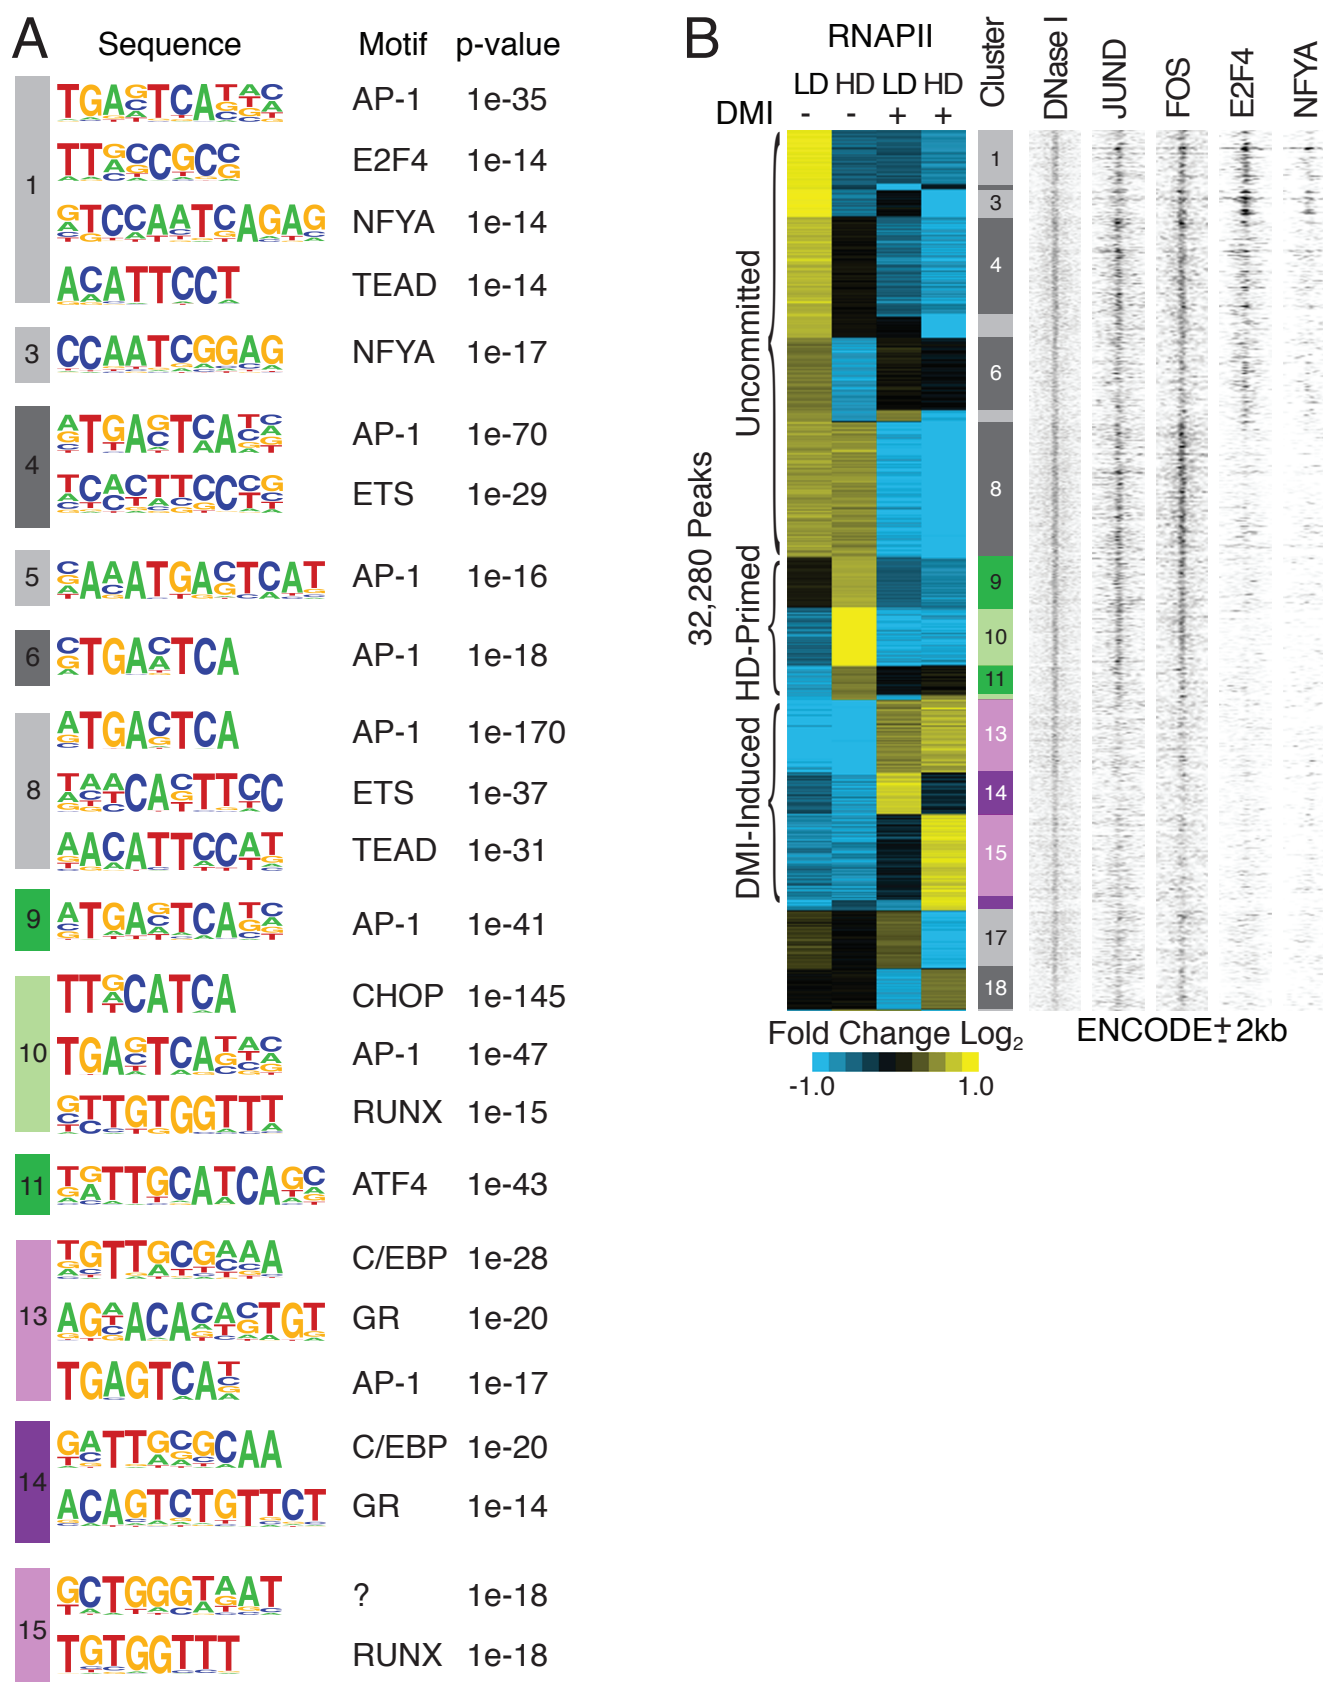 A
Sequence Motif p-value
1
TGAGTCATAC AP-1 1e-35
TTGCCGCC E2F4 1e-14
GTCCAATCAGAG NFYA 1e-14
ACATTCCT TEAD 1e-14
3
CCAATCGGAG NFYA 1e-17
4
ATGAGTCATC AP-1 1e-70
TCACTTCCCG ETS 1e-29
5
GAAATGACTCAT AP-1 1e-16
6
CTGACTCA AP-1 1e-18
8
ATGACTCA AP-1 1e-170
TAACACTTCC ETS 1e-37
AACATTCCAT TEAD 1e-31
9
ATGAGTCATC AP-1 1e-41
10
TTGCATCA CHOP 1e-145
TGAGTCATAC AP-1 1e-47
GTTGTGGTTT RUNX 1e-15
11
TGTTGCATCAGC ATF4 1e-43
13
TGTTGCGAAA C/EBP 1e-28
AGAACACACTGT GR 1e-20
TGAGTCAT AP-1 1e-17
14
GATTGCGCAA C/EBP 1e-20
ACAGTCTGTTCT GR 1e-14
15
GCTGGGTAAT ? 1e-18
TGTGGTTT RUNX 1e-18
B
RNAPII
LD HD LD HD
DMI - - + +
Cluster
DNase I
JUND
FOS
E2F4
NFYA
32,280 Peaks
Uncommitted
HD-Primed
DMI-Induced
1
3
4
6
8
9
10
11
13
14
15
17
18
Fold Change Log2
-1.0 1.0
ENCODE± 2kb